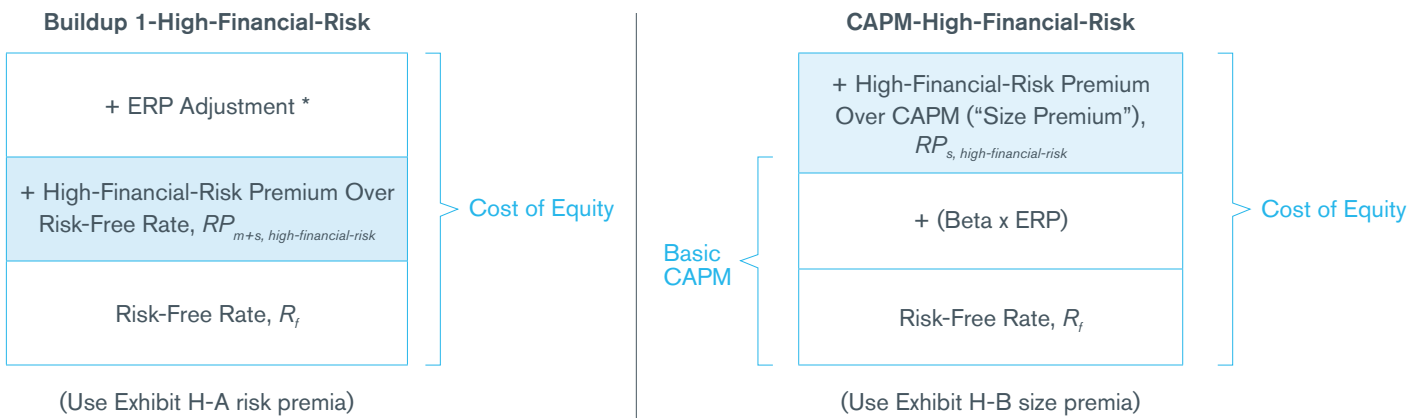 Buildup 1-High-Financial-Risk
+ ERP Adjustment *
+ High-Financial-Risk Premium Over
Risk-Free Rate, RPm+s, high-financial-risk
Risk-Free Rate, Rf
Cost of Equity
(Use Exhibit H-A risk premia)
CAPM-High-Financial-Risk
+ High-Financial-Risk Premium
Over CAPM (“Size Premium”),
RPs, high-financial-risk
+ (Beta x ERP)
Risk-Free Rate, Rf
Basic
CAPM
Cost of Equity
(Use Exhibit H-B size premia)